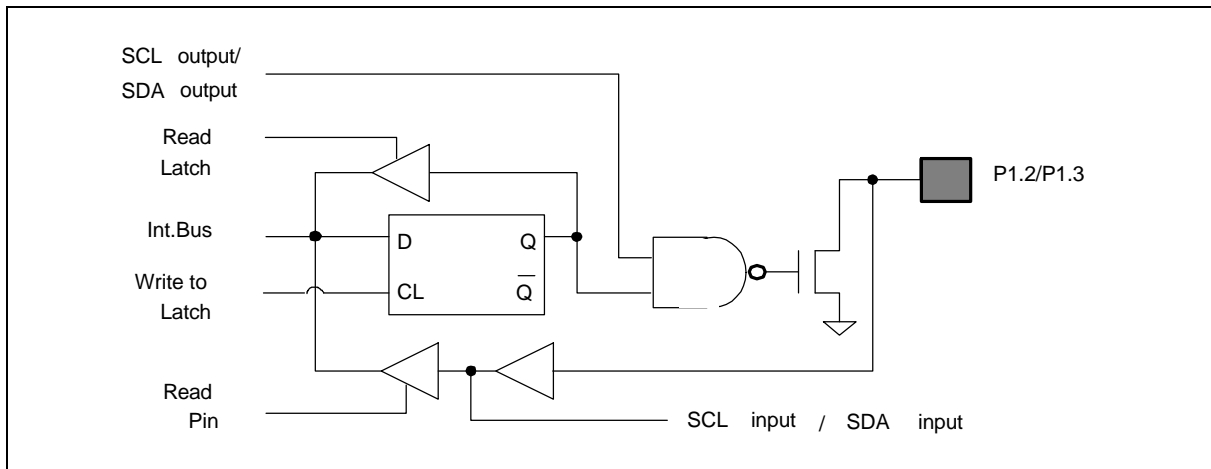 SCL output/
SDA output
Read
Latch
P1.2/P1.3
Int.Bus
D
Q
Write to
Latch
CL
Q̅
Read
Pin
SCL input / SDA input